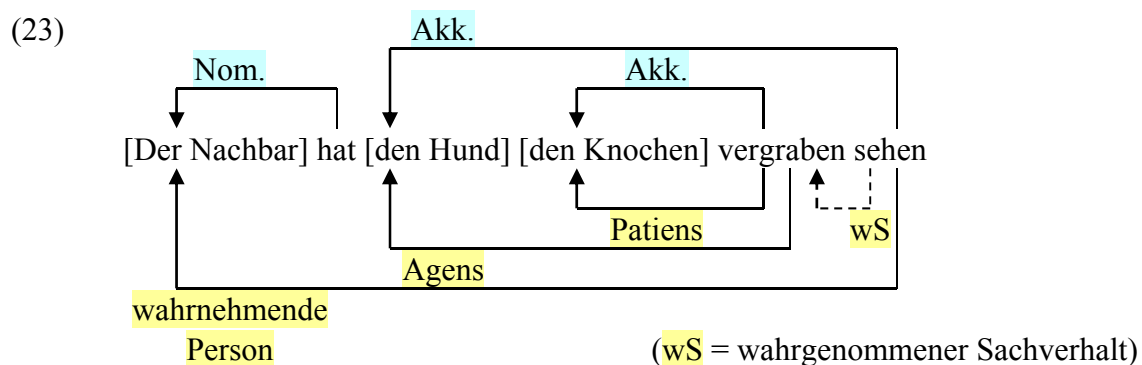 (23)
Akk.
Nom. Akk.
[Der Nachbar] hat [den Hund] [den Knochen] vergraben sehen
Patiens wS
Agens
wahrnehmende
Person (wS = wahrgenommener Sachverhalt)